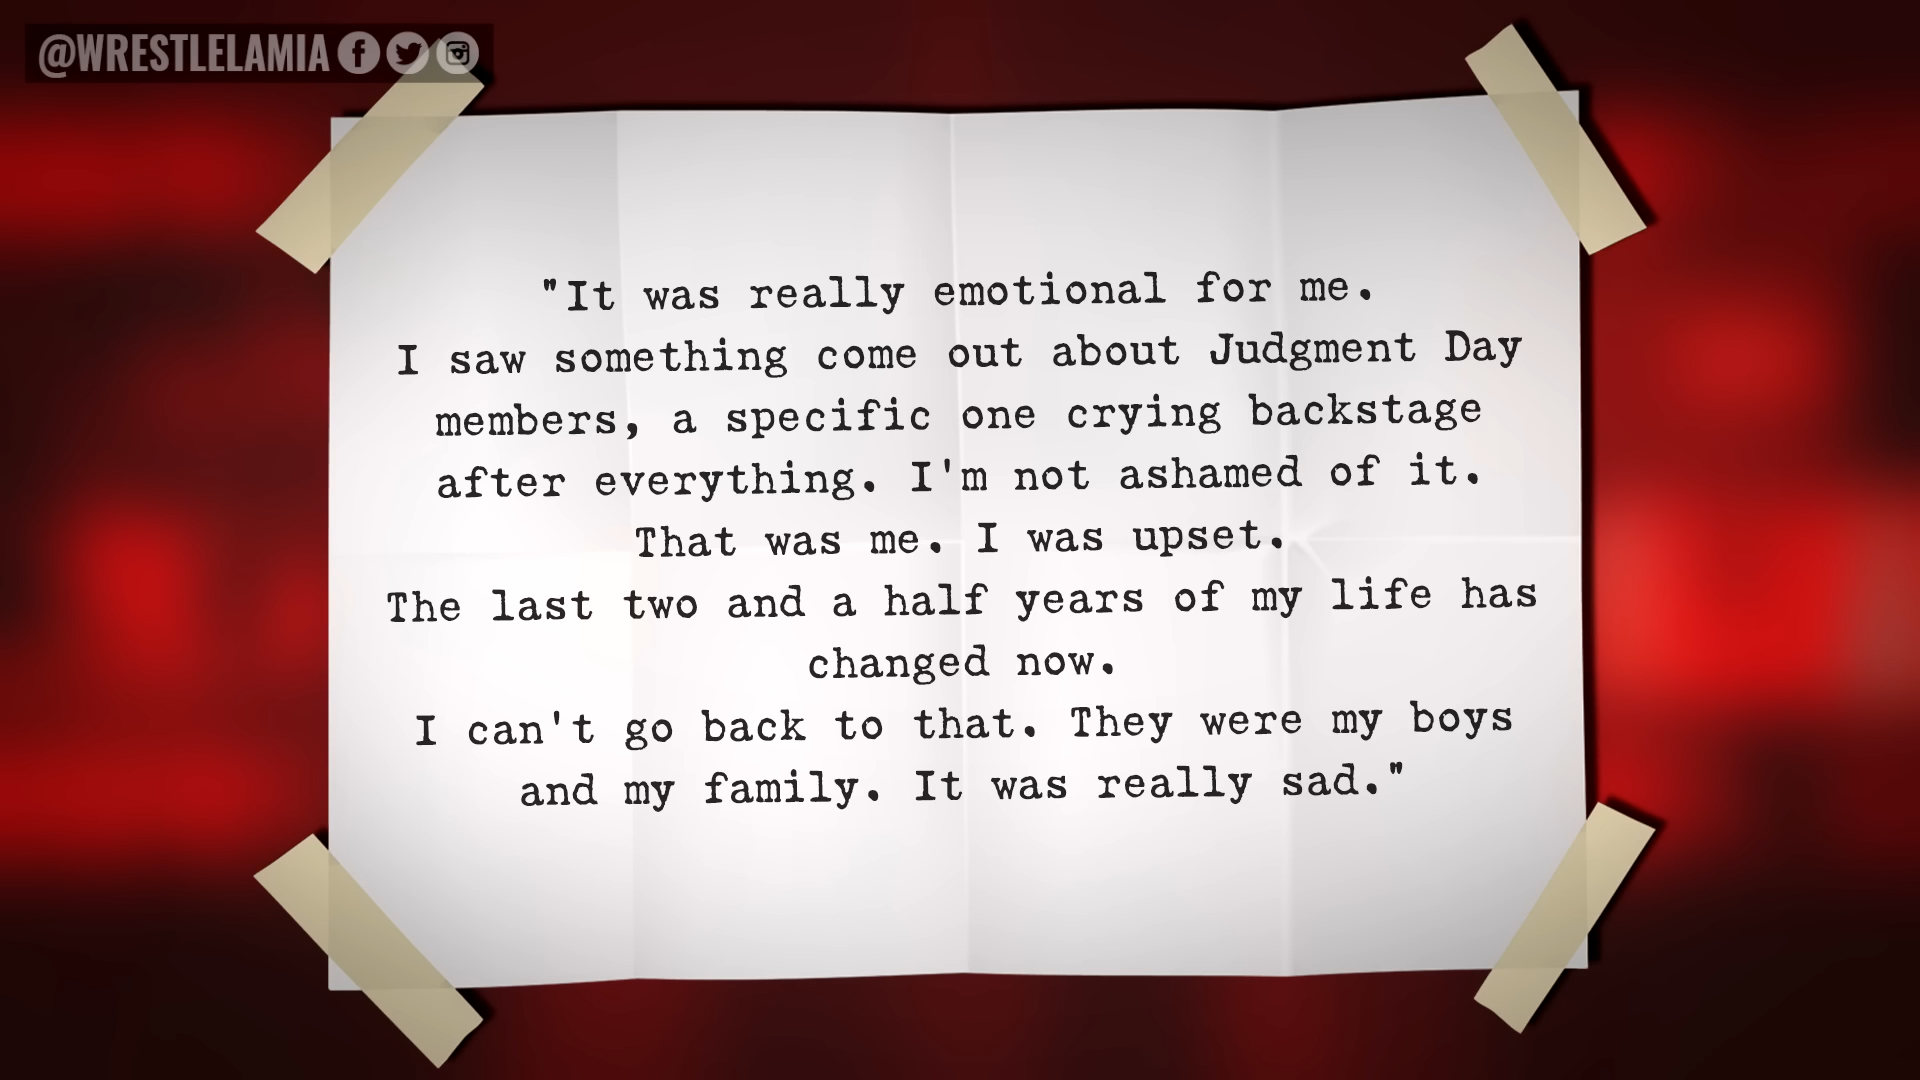 @WRESTLELAMIA
"It was really emotional for me.
I saw something come out about Judgment Day
members, a specific one crying backstage
after everything. I'm not ashamed of it.
That was me. I was upset.
The last two and a half years of my life has
changed now.
I can't go back to that. They were my boys
and my family. It was really sad."